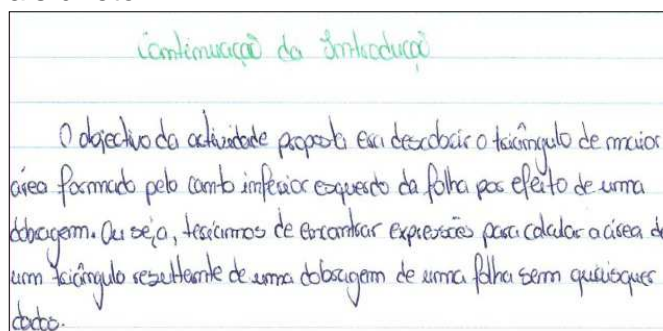 Continuação da Introdução
O objectivo da actividade proposta era descobrir o triângulo de maior
área formado pelo canto inferior esquerdo da folha por efeito de uma
dobragem. Ou seja, teríamos de encontrar expressões para calcular a área de
um triângulo resultante de uma dobragem de uma folha sem quaisquer
dados.